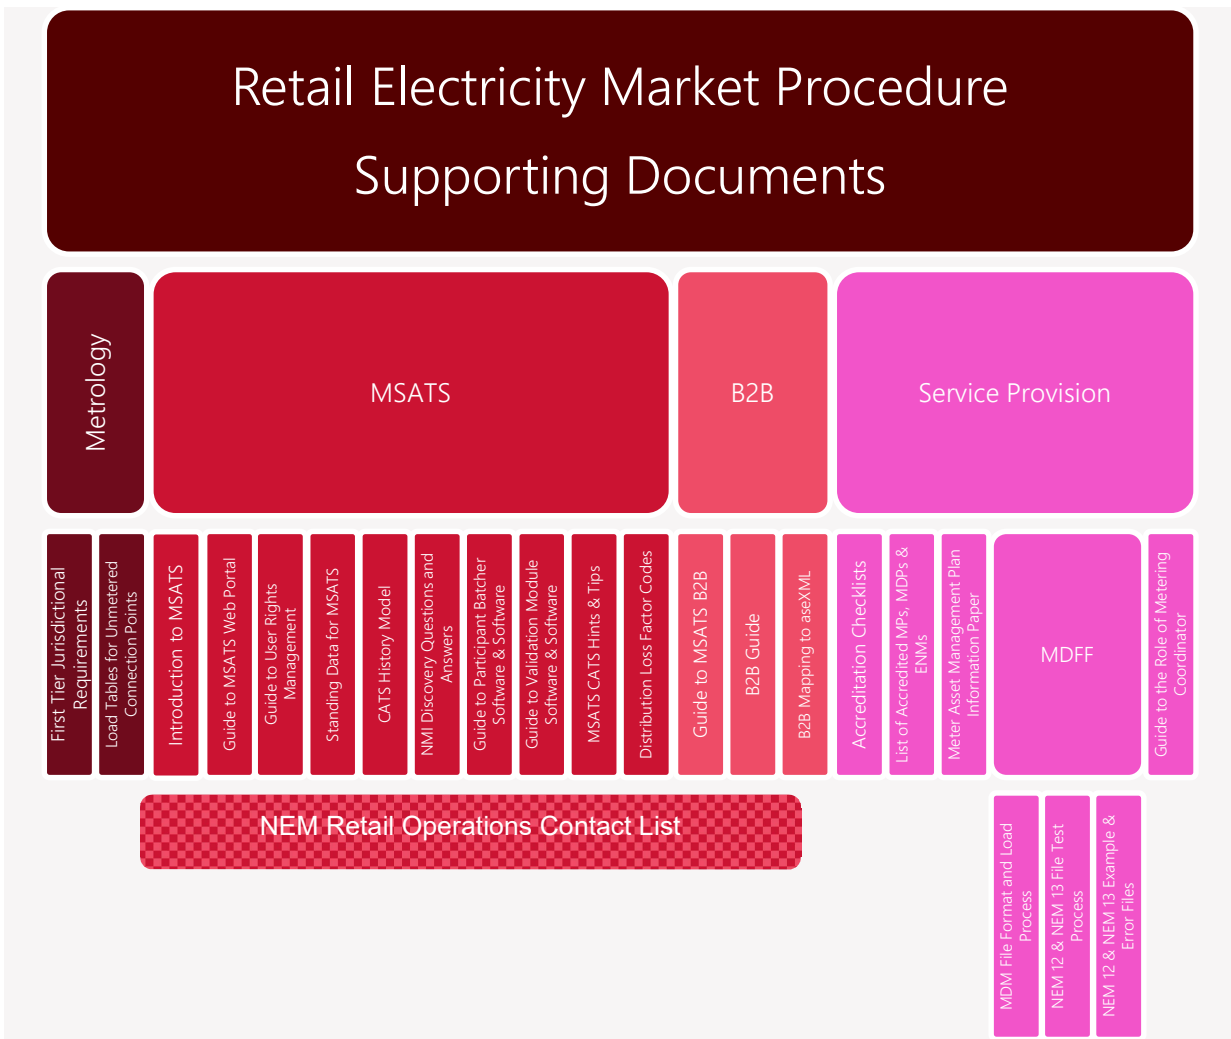 Retail Electricity Market Procedure
Supporting Documents
Metrology
MSATS
B2B
Service Provision
First Tier Jurisdictional
Requirements
Load Tables for Unmetered
Connection Points
Introduction to MSATS
Guide to MSATS Web Portal
Guide to User Rights
Management
Standing Data for MSATS
CATS History Model
NMI Discovery Questions and
Answers
Guide to Participant Batcher
Software & Software
Guide to Validation Module
Software & Software
MSATS CATS Hints & Tips
Distribution Loss Factor Codes
Guide to MSATS B2B
B2B Guide
B2B Mapping to aseXML
Accreditation Checklists
List of Accredited MPs, MDPs &
ENMs
Meter Asset Management Plan
Information Paper
MDFF
Guide to the Role of Metering
Coordinator
NEM Retail Operations Contact List
MDM File Format and Load
Process
NEM 12 & NEM 13 File Test
Process
NEM 12 & NEM 13 Example &
Error Files